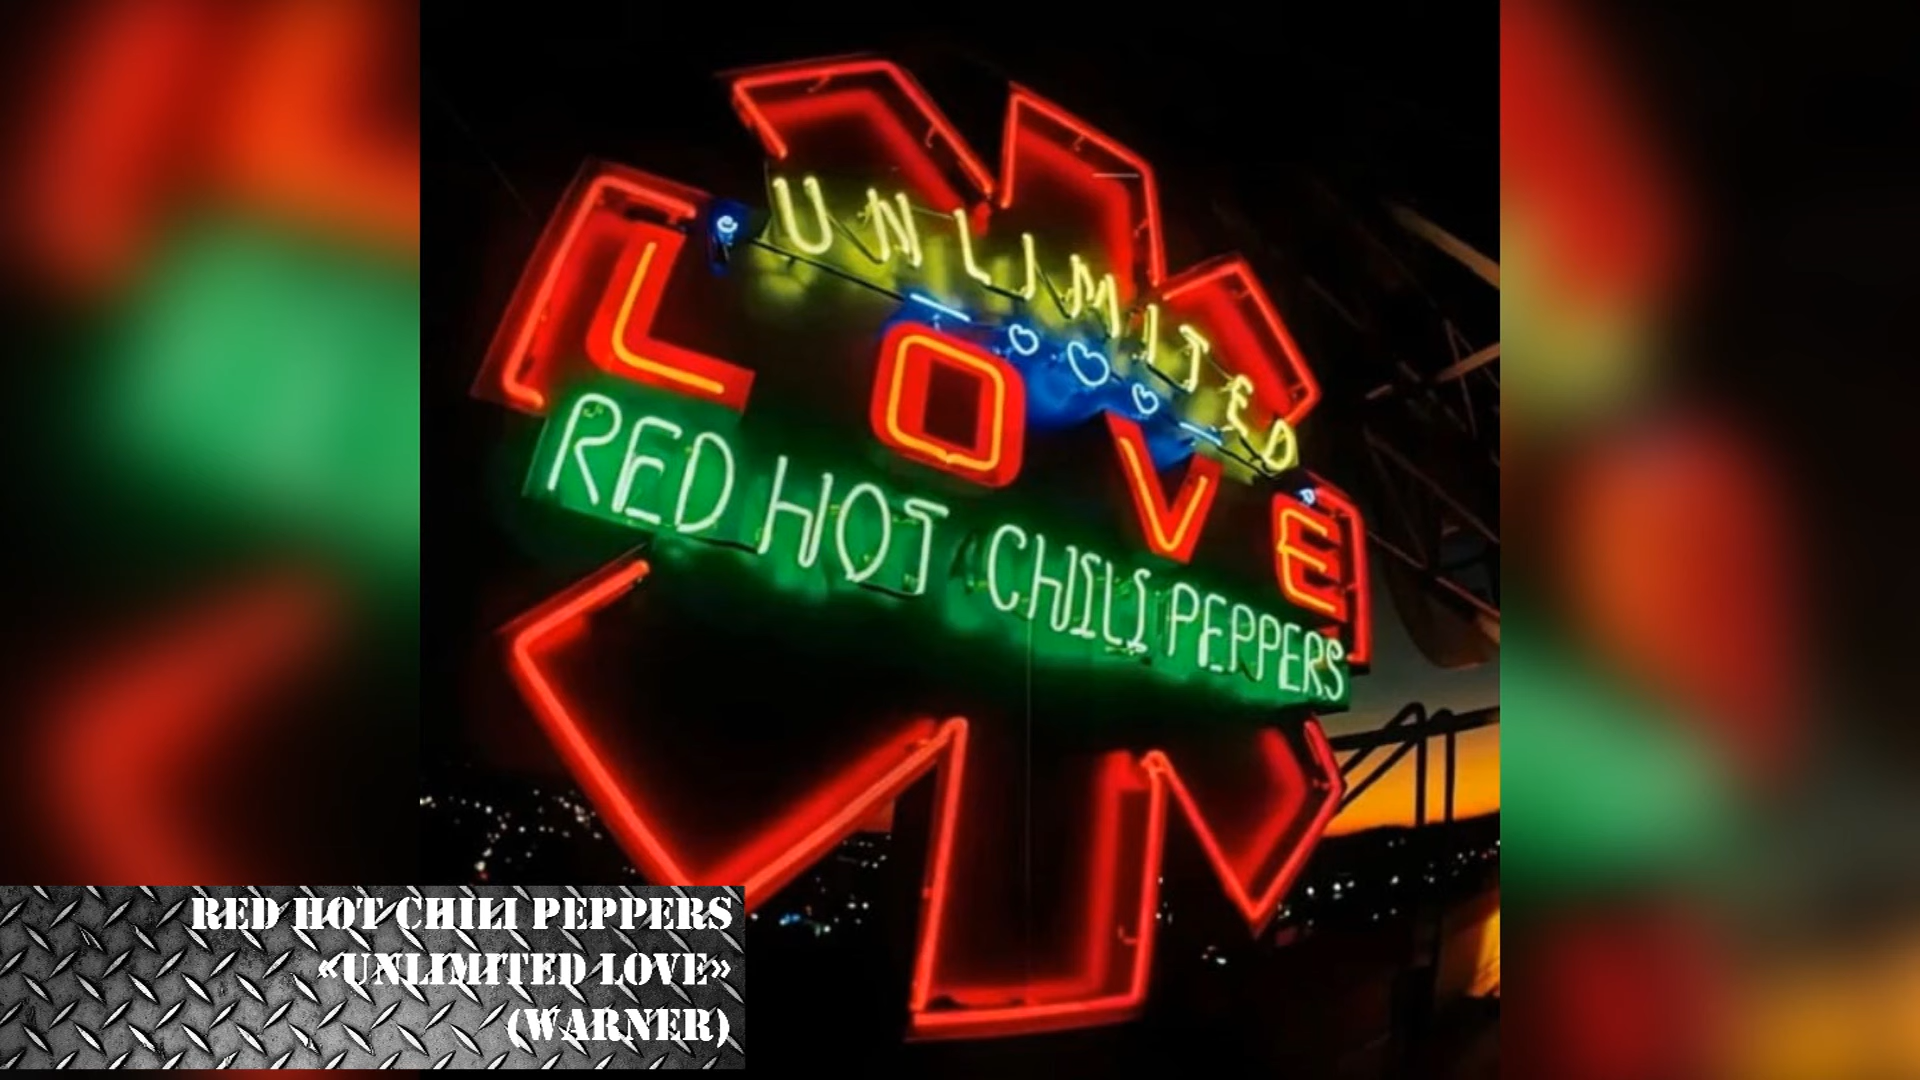 UNLIMITED
LOVE
RED HOT CHILI PEPPERS
RED HOT CHILI PEPPERS
«UNLIMITED LOVE»
(WARNER)